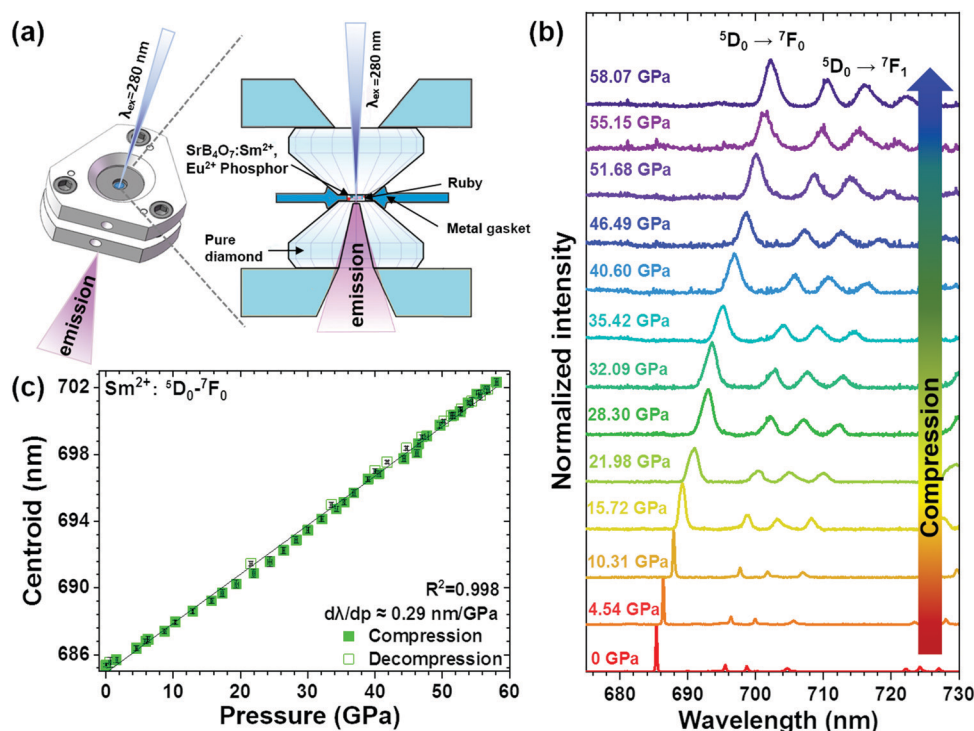 (a)
λex=280 nm
emission
λex=280 nm
SrB4O7:Sm2+,
Eu2+ Phosphor
Ruby
Metal gasket
Pure
diamond
emission
(b)
5D0 → 7F0
5D0 → 7F1
58.07 GPa
55.15 GPa
51.68 GPa
46.49 GPa
40.60 GPa
35.42 GPa
32.09 GPa
28.30 GPa
21.98 GPa
15.72 GPa
10.31 GPa
4.54 GPa
0 GPa
Compression
Normalized intensity
680 690 700 710 720 730
Wavelength (nm)
(c)
Sm2+: 5D0-7F0
702
698
694
690
686
Centroid (nm)
R2=0.998
dλ/dp ≈ 0.29 nm/GPa
Compression
Decompression
0 10 20 30 40 50 60
Pressure (GPa)